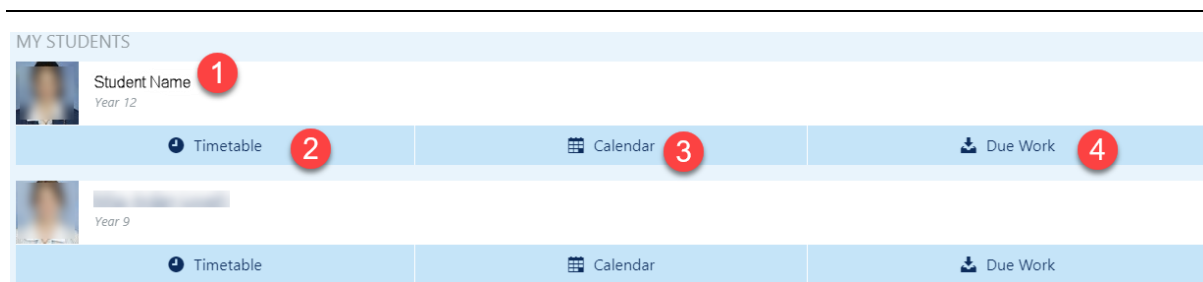 MY STUDENTS
Student Name 1
Year 12
Timetable 2 Calendar 3 Due Work 4
Year 9
Timetable Calendar Due Work